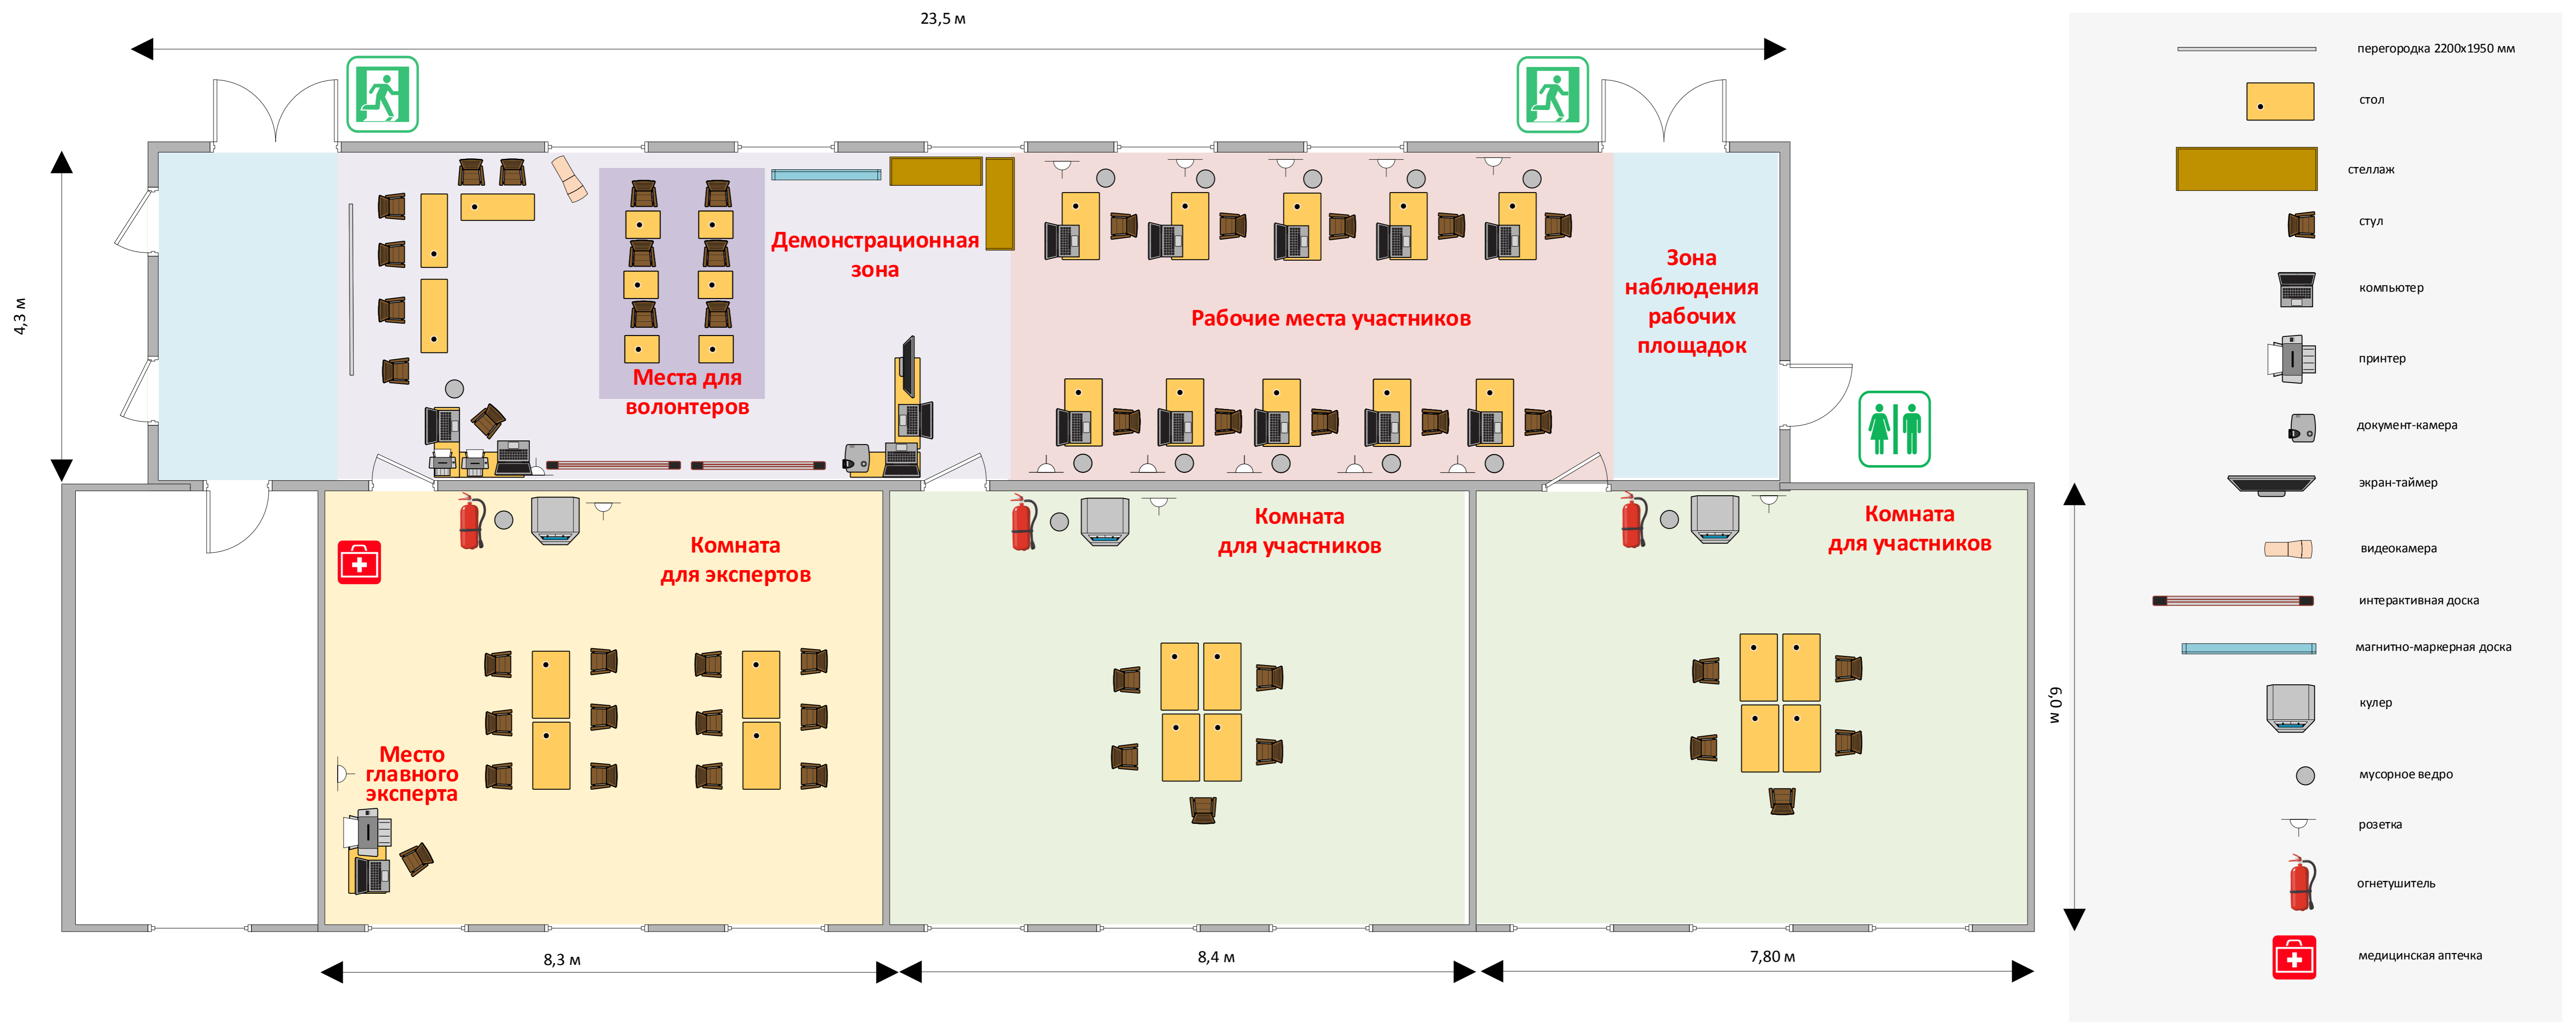 23,5 м
4,3 м
Демонстрационная
зона
Места для
волонтеров
Рабочие места участников
Зона
наблюдения
рабочих
площадок
Комната
для экспертов
Место
главного
эксперта
Комната
для участников
Комната
для участников
6,0 м
8,3 м
8,4 м
7,80 м
перегородка 2200х1950 мм
стол
стеллаж
стул
компьютер
принтер
документ-камера
экран-таймер
видеокамера
интерактивная доска
магнитно-маркерная доска
кулер
мусорное ведро
розетка
огнетушитель
медицинская аптечка